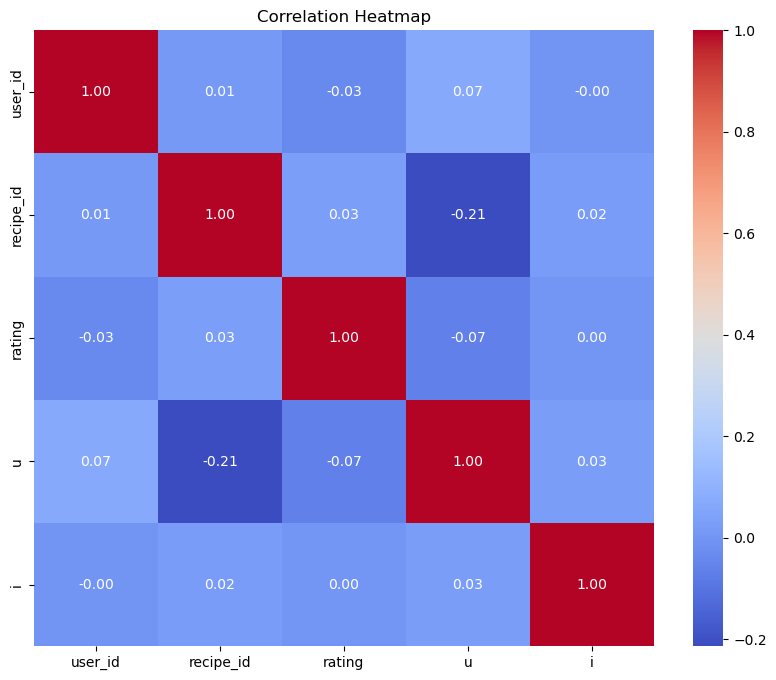 Correlation Heatmap
user_id 1.00 0.01 -0.03 0.07 -0.00
recipe_id 0.01 1.00 0.03 -0.21 0.02
rating -0.03 0.03 1.00 -0.07 0.00
u 0.07 -0.21 -0.07 1.00 0.03
i -0.00 0.02 0.00 0.03 1.00
user_id recipe_id rating u i
1.0
0.8
0.6
0.4
0.2
0.0
−0.2